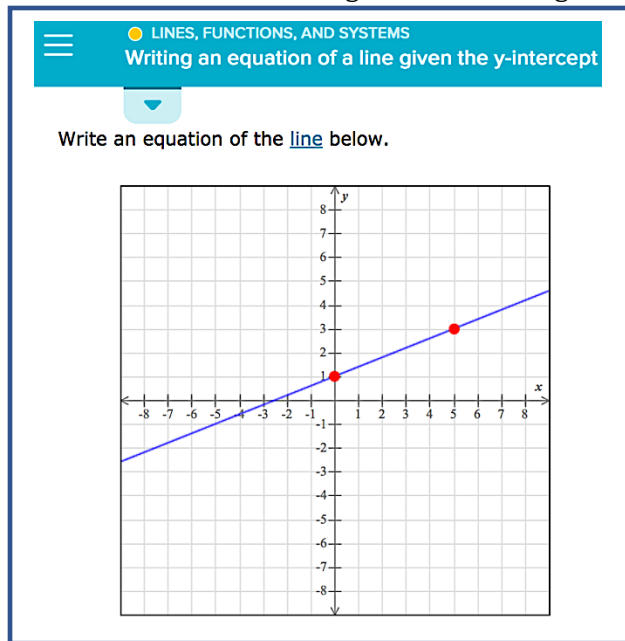 LINES, FUNCTIONS, AND SYSTEMS
Writing an equation of a line given the y-intercept
Write an equation of the line below.
y
8
7
6
5
4
3
2
1
x
-8 -7 -6 -5 -4 -3 -2 -1 1 2 3 4 5 6 7 8
-1
-2
-3
-4
-5
-6
-7
-8